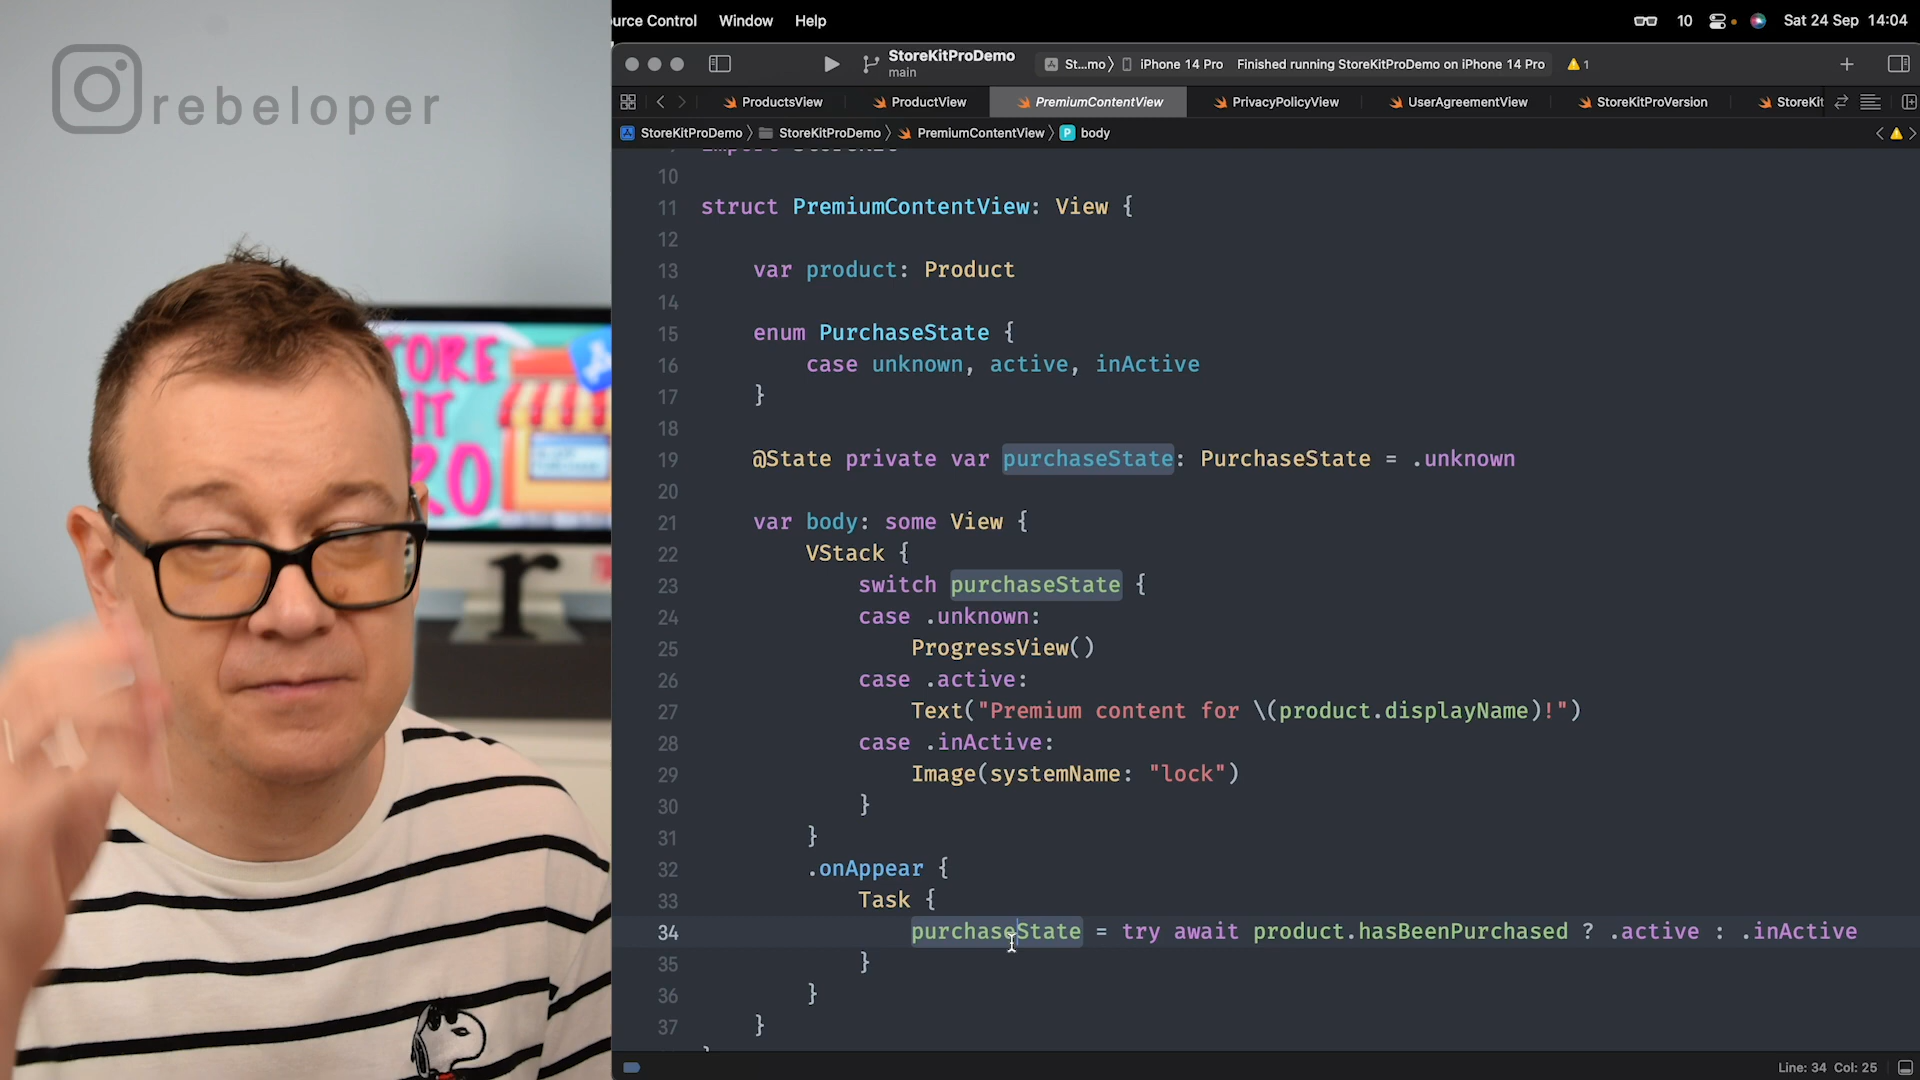 rebeloper
STORE
KIT
Source Control Window Help
10 Sat 24 Sep 14:04
StoreKitProDemo
main
St...mo⟩ iPhone 14 Pro Finished running StoreKitProDemo on iPhone 14 Pro 1
ProductsView ProductView PremiumContentView PrivacyPolicyView UserAgreementView StoreKitProVersion StoreKit
StoreKitProDemo ⟩ StoreKitProDemo ⟩ PremiumContentView ⟩ P body
10
11 struct PremiumContentView: View {
12
13 var product: Product
14
15 enum PurchaseState {
16 case unknown, active, inActive
17 }
18
19 @State private var purchaseState: PurchaseState = .unknown
20
21 var body: some View {
22 VStack {
23 switch purchaseState {
24 case .unknown:
25 ProgressView()
26 case .active:
27 Text("Premium content for \(product.displayName)!")
28 case .inActive:
29 Image(systemName: "lock")
30 }
31 }
32 .onAppear {
33 Task {
34 purchaseState = try await product.hasBeenPurchased ? .active : .inActive
35 }
36 }
37 }
Line: 34 Col: 25